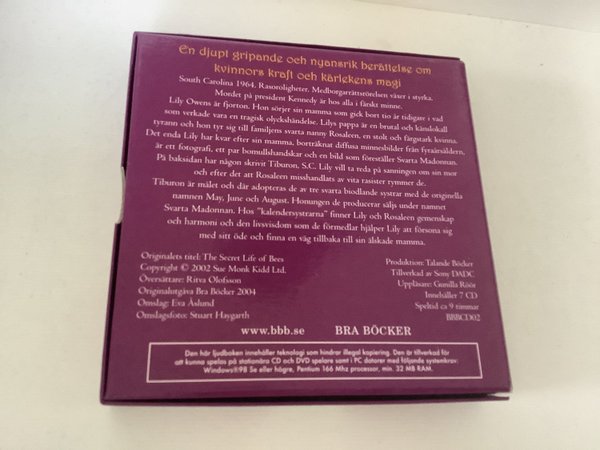 En djupt gripande och nyansrik berättelse om
kvinnors kraft och kärlekens magi
South Carolina 1964. Rasoroligheter. Medborgarrättsrörelsen växer i styrka.
Mordet på president Kennedy är hos alla i färskt minne.
Lily Owens är fjorton. Hon sörjer sin mamma som gick bort tio år tidigare i vad
som verkade vara en tragisk olyckshändelse. Lilys pappa är en brutal och känslokall
tyrann och hon tyr sig till familjens svarta nanny Rosaleen, en stolt och färgstark kvinna.
Det enda Lily har kvar efter sin mamma, borträknat diffusa minnesbilder från fyraårsåldern,
är ett fotografi, ett par bomullshandskar och en bild som föreställer Svarta Madonnan.
På baksidan har någon skrivit Tiburon, S.C. Lily vill ta reda på sanningen om sin mor
och efter det att Rosaleen misshandlats av vita rasister rymmer de.
Tiburon är målet och där adopteras de av tre svarta biodlande systrar med de originella
namnen May, June och August. Honungen de producerar säljs under namnet
Svarta Madonnan. Hos "kalendersystrarna" finner Lily och Rosaleen gemenskap
och harmoni och den livsvisdom som de förmedlar hjälper Lily att försona sig
med sitt öde och finna en väg tillbaka till sin älskade mamma.
Originalets titel: The Secret Life of Bees
Copyright © 2002 Sue Monk Kidd Ltd.
Översättare: Ritva Olofsson
Originalutgåva Bra Böcker 2004
Omslag: Eva Åslund
Omslagsfoto: Stuart Haygarth
Produktion: Talande Böcker
Tillverkad av Sony DADC
Uppläsare: Gunilla Röör
Innehåller 7 CD
Speltid ca 9 timmar
BBBCD02
www.bbb.se BRA BÖCKER
Den här ljudboken innehåller teknologi som hindrar illegal kopiering. Den är tillverkad för
att kunna spelas på stationära CD och DVD spelare samt i PC datorer med följande systemkrav:
Windows®98 Se eller högre, Pentium 166 Mhz processor, min. 32 MB RAM.